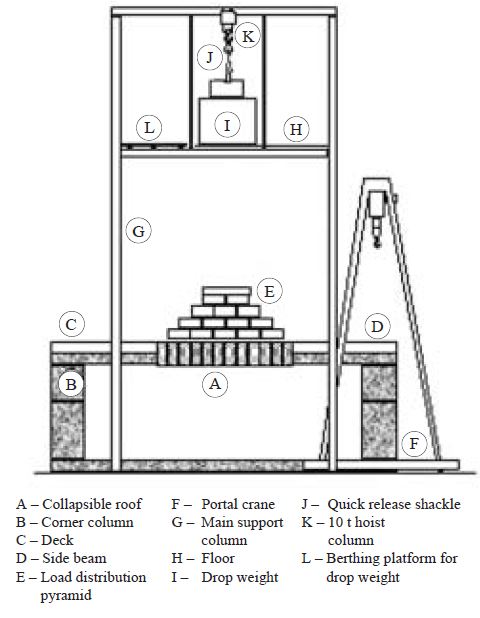 K
J
L
I
H
G
E
C
D
B
A
F
A – Collapsible roof
B – Corner column
C – Deck
D – Side beam
E – Load distribution
pyramid
F – Portal crane
G – Main support
column
H – Floor
I – Drop weight
J – Quick release shackle
K – 10 t hoist
column
L – Berthing platform for
drop weight